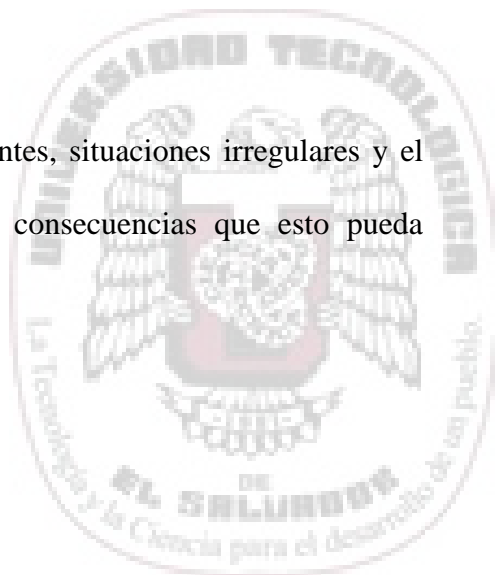 UNIVERSIDAD TECNOLOGICA
ntes, situaciones irregulares y el
consecuencias que esto pueda
DE
EL SALVADOR
La Tecnología y la Ciencia para el desarrollo de un pueblo.